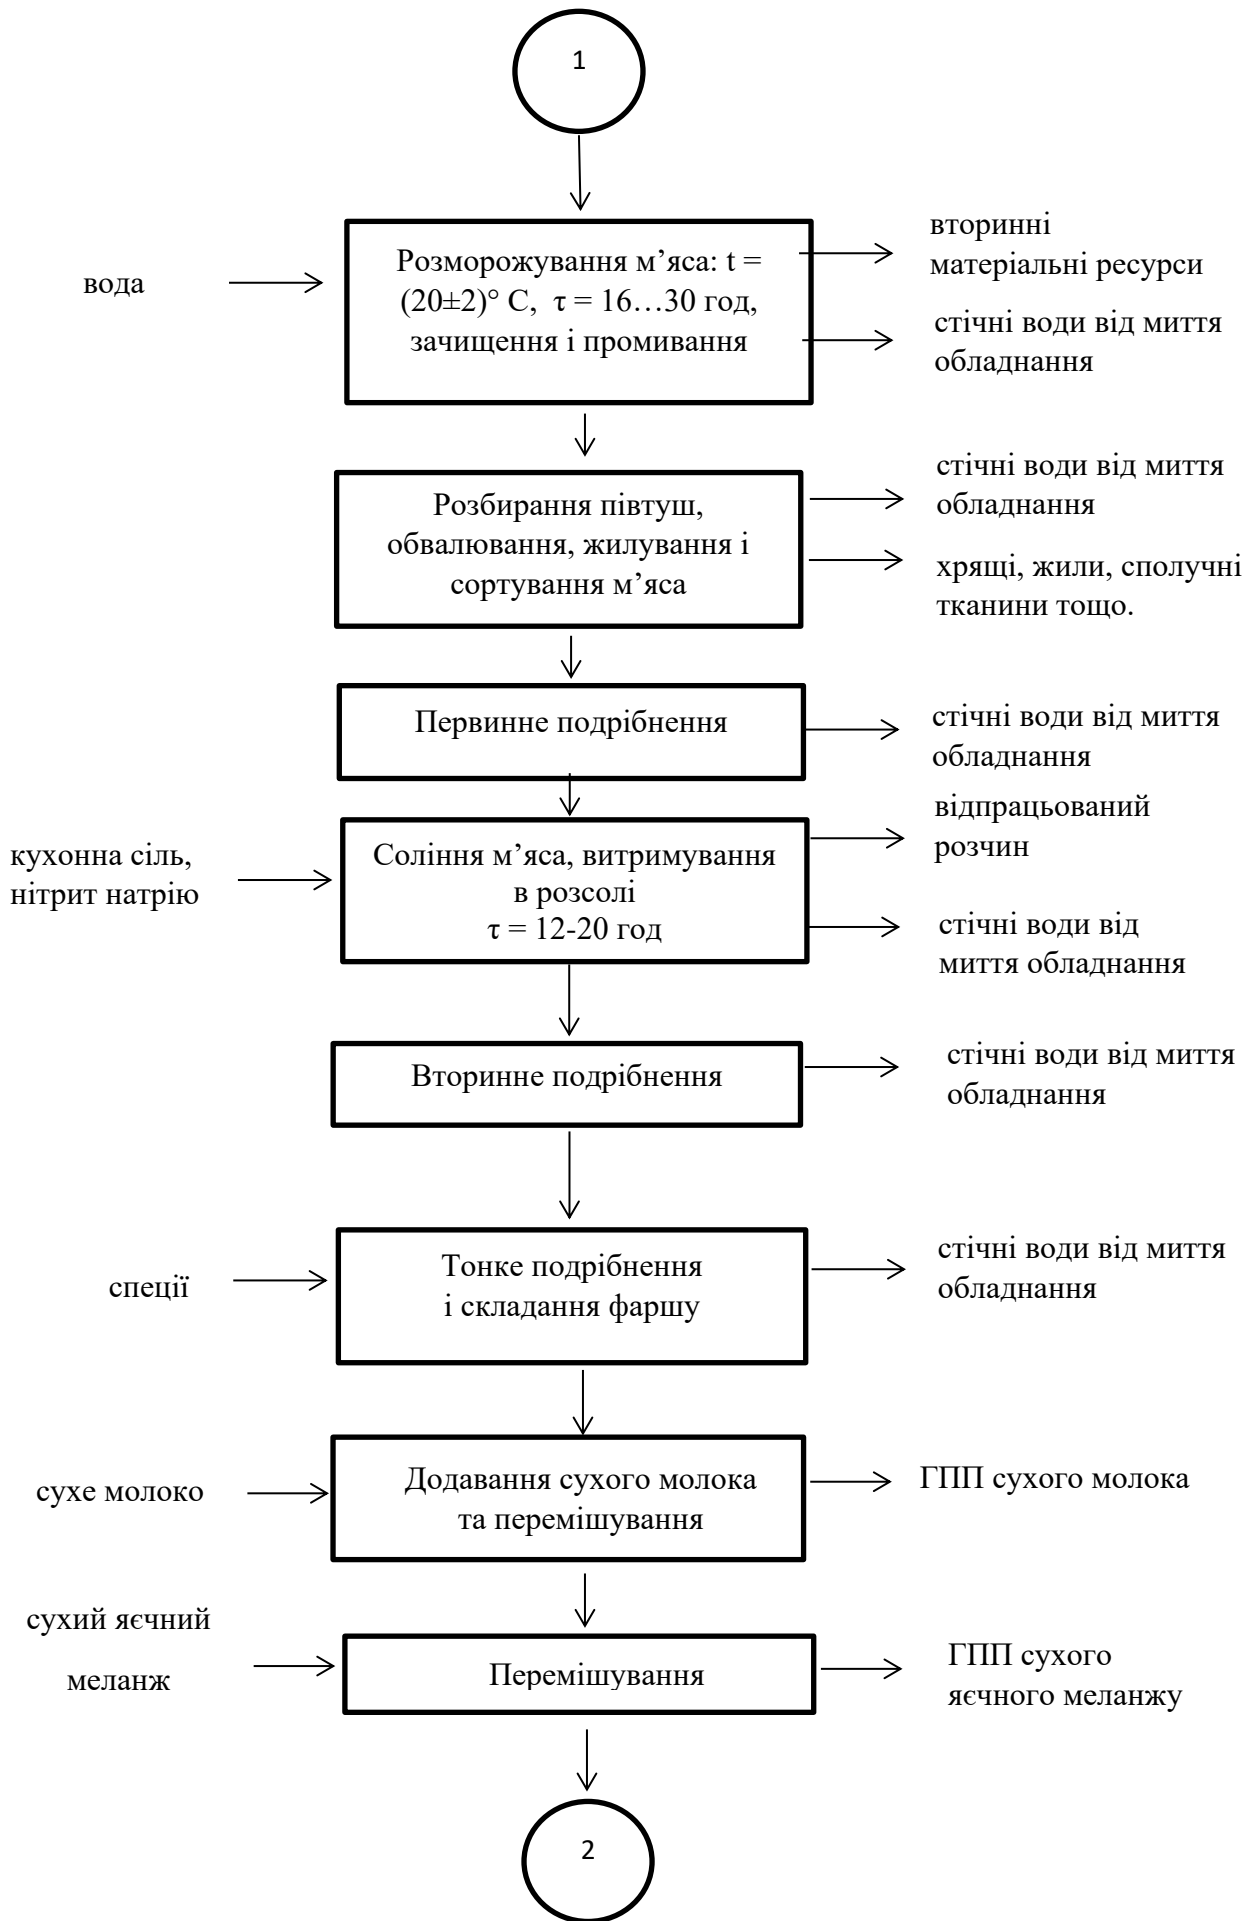 1
вода
Розморожування м’яса: t =
(20±2)° C, τ = 16…30 год,
зачищення і промивання
вторинні
матеріальні ресурси
стічні води від миття
обладнання
Розбирання півтуш,
обвалювання, жилування і
сортування м’яса
стічні води від миття
обладнання
хрящі, жили, сполучні
тканини тощо.
Первинне подрібнення
стічні води від миття
обладнання
кухонна сіль,
нітрит натрію
Соління м’яса, витримування
в розсолі
τ = 12-20 год
відпрацьований
розчин
стічні води від
миття обладнання
Вторинне подрібнення
стічні води від миття
обладнання
спеції
Тонке подрібнення
і складання фаршу
стічні води від миття
обладнання
сухе молоко
Додавання сухого молока
та перемішування
ГПП сухого молока
сухий яєчний
меланж
Перемішування
ГПП сухого
яєчного меланжу
2